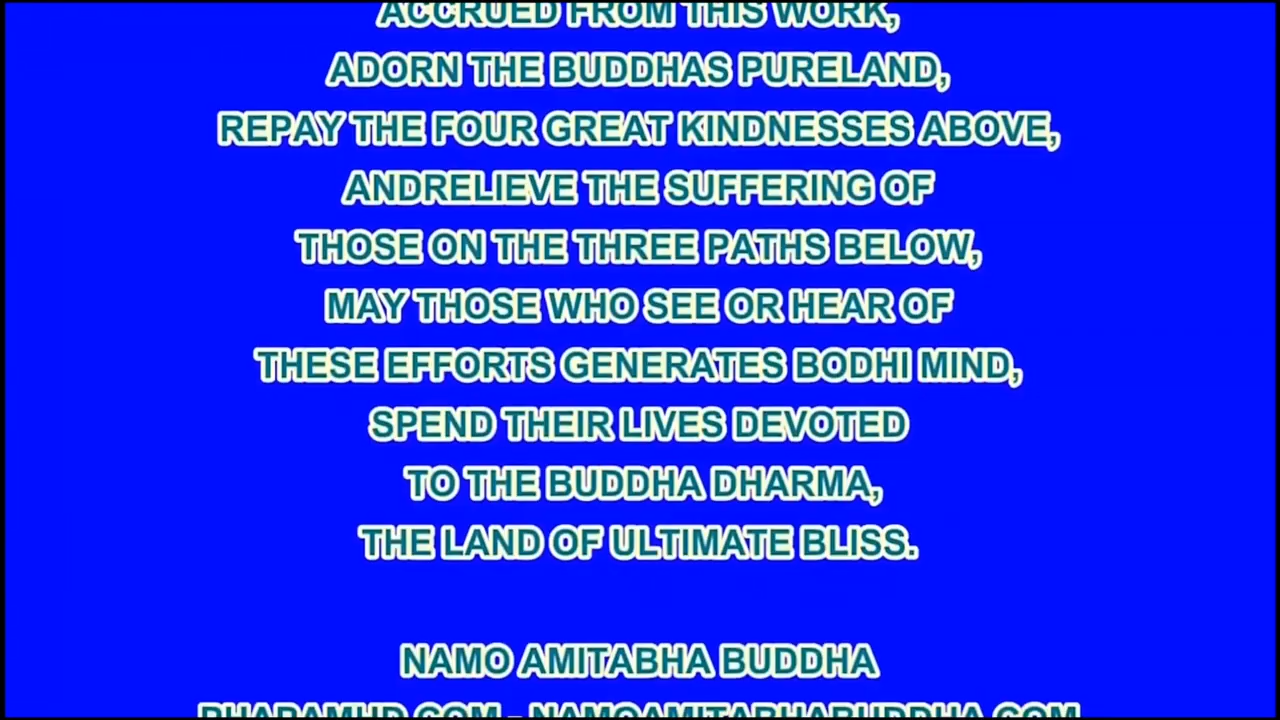 ACCRUED FROM THIS WORK,
ADORN THE BUDDHAS PURELAND,
REPAY THE FOUR GREAT KINDNESSES ABOVE,
ANDRELIEVE THE SUFFERING OF
THOSE ON THE THREE PATHS BELOW,
MAY THOSE WHO SEE OR HEAR OF
THESE EFFORTS GENERATES BODHI MIND,
SPEND THEIR LIVES DEVOTED
TO THE BUDDHA DHARMA,
THE LAND OF ULTIMATE BLISS.
NAMO AMITABHA BUDDHA
PHAPAMHD.COM - NAMOAMITABHABUDDHA.COM